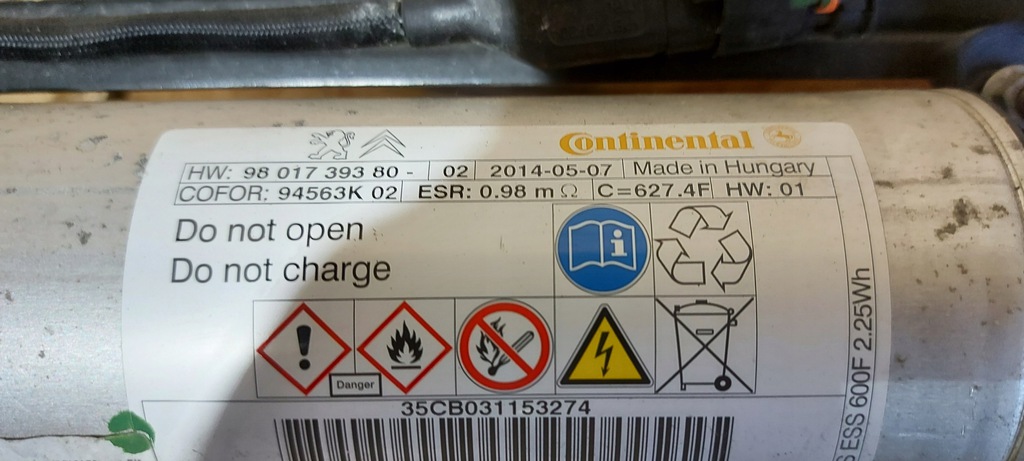 Continental
HW: 98 017 393 80 - 02 2014-05-07 Made in Hungary
COFOR: 94563K 02 ESR: 0.98 m Ω C=627.4F HW: 01
Do not open
Do not charge
i
Danger
35CB031153274
ESS 600F 2.25Wh